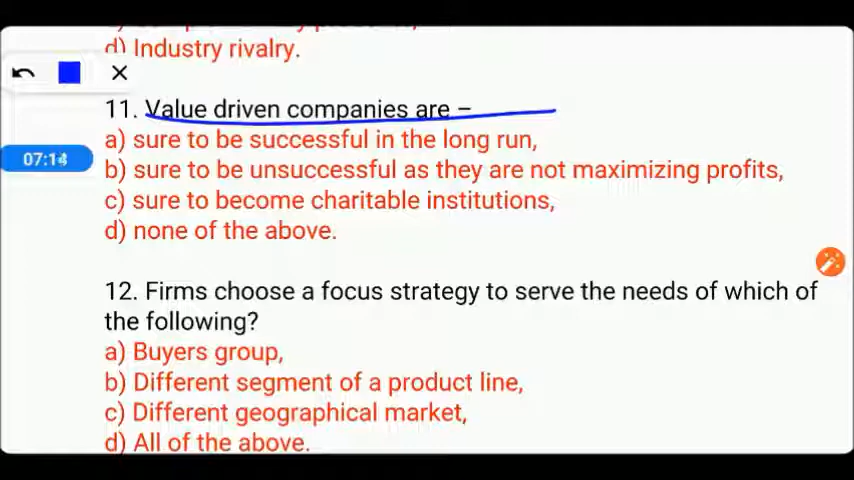 d) Industry rivalry.
11. Value driven companies are –
a) sure to be successful in the long run,
07:14
b) sure to be unsuccessful as they are not maximizing profits,
c) sure to become charitable institutions,
d) none of the above.
12. Firms choose a focus strategy to serve the needs of which of
the following?
a) Buyers group,
b) Different segment of a product line,
c) Different geographical market,
d) All of the above.